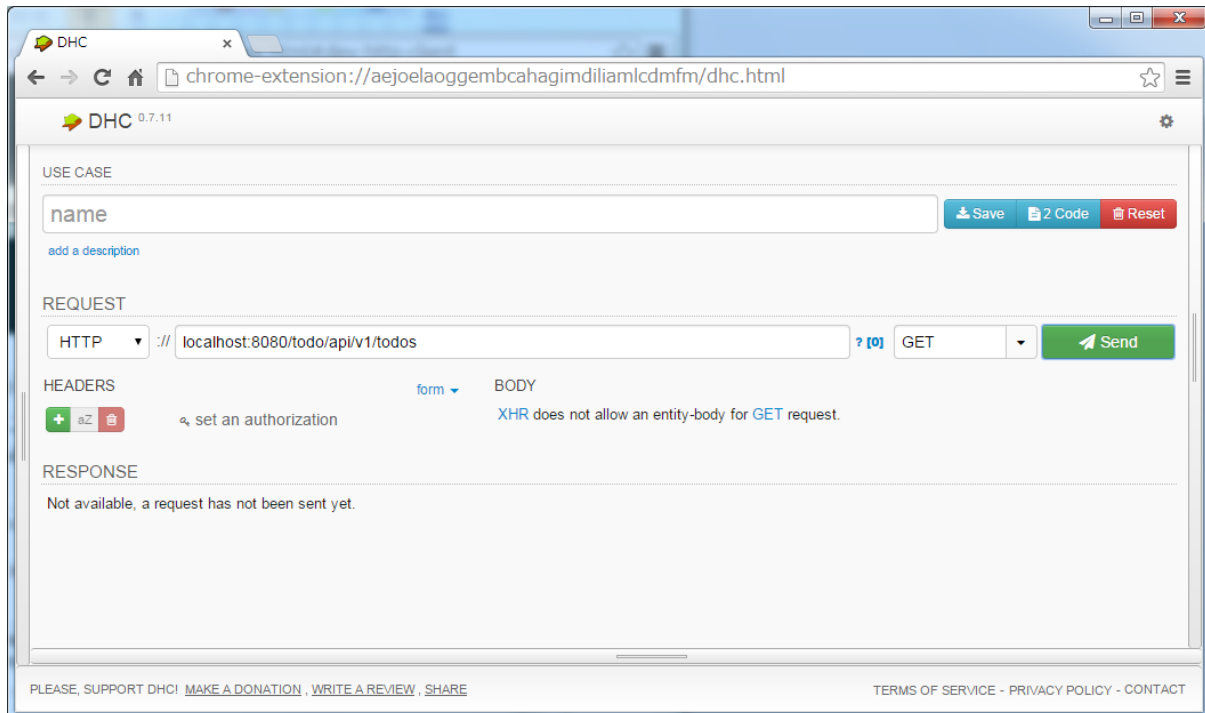 DHC
chrome-extension://aejoelaoggembcahagimdiliamlcdmfm/dhc.html
DHC 0.7.11
USE CASE
name
Save 2 Code Reset
add a description
REQUEST
HTTP :// localhost:8080/todo/api/v1/todos ? [0] GET Send
HEADERS form BODY
aZ set an authorization XHR does not allow an entity-body for GET request.
RESPONSE
Not available, a request has not been sent yet.
PLEASE, SUPPORT DHC! MAKE A DONATION , WRITE A REVIEW , SHARE TERMS OF SERVICE - PRIVACY POLICY - CONTACT